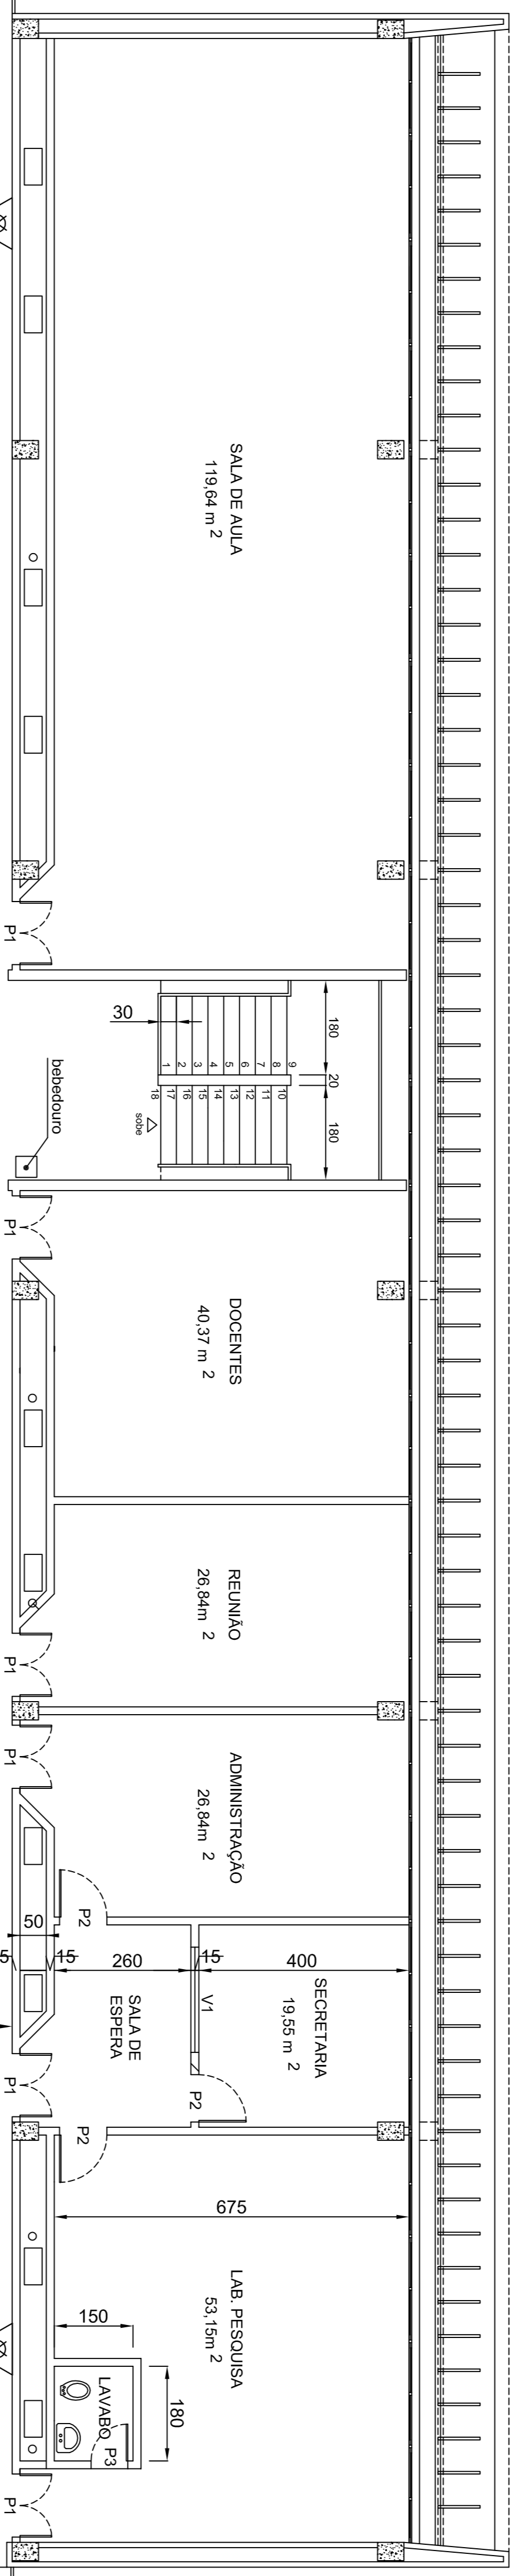 SALA DE AULA
119,64 m 2
P1
30
180
20
180
1
2
3
4
5
6
7
8
9
10
11
12
13
14
15
16
17
18
sobe
bebedouro
P1
DOCENTES
40,37 m 2
REUNIÃO
26,84m 2
P1
P1
ADMINISTRAÇÃO
26,84m 2
P2
50
15
5
260
15
400
V1
SECRETARIA
19,55 m 2
SALA DE
ESPERA
P1
P2
P2
675
LAB. PESQUISA
53,15m 2
150
180
LAVABO
P3
P1